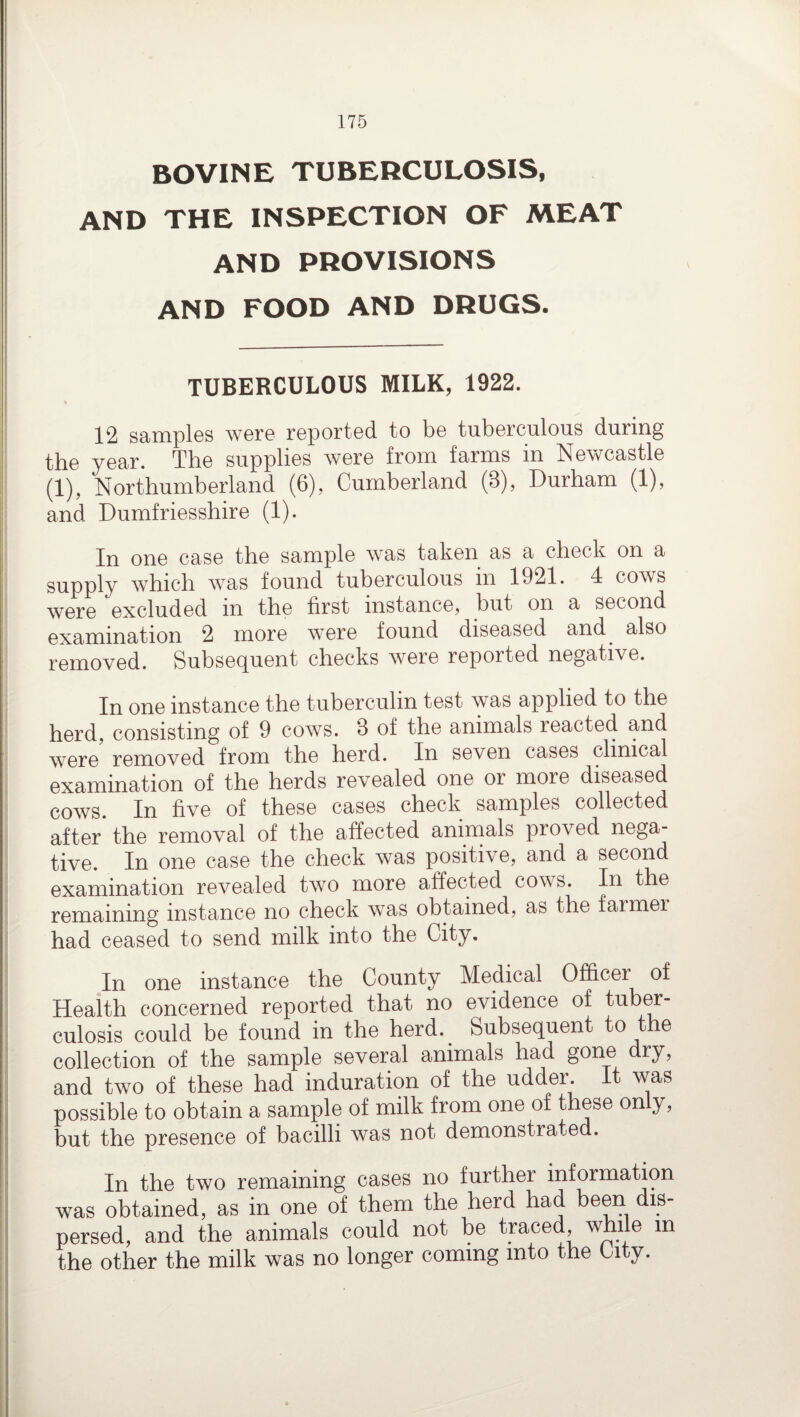 175
BOVINE TUBERCULOSIS,
AND THE INSPECTION OF MEAT
AND PROVISIONS
AND FOOD AND DRUGS.
TUBERCULOUS MILK, 1922.
12 samples were reported to be tuberculous during
the year. The supplies were from farms in Newcastle
(1), Northumberland (6), Cumberland (3), Durham (1),
and Dumfriesshire (1).
In one case the sample was taken as a check on a
supply which was found tuberculous in 1921. 4 cows
were excluded in the first instance, but on a second
examination 2 more were found diseased and also
removed. Subsequent checks were reported negative.
In one instance the tuberculin test was applied to the
herd, consisting of 9 cows. 3 of the animals reacted and
were removed from the herd. In seven cases clinical
examination of the herds revealed one or more diseased
cows. In five of these cases check samples collected
after the removal of the affected animals proved nega-
tive. In one case the check was positive, and a second
examination revealed two more affected cows. In the
remaining instance no check was obtained, as the farmer
had ceased to send milk into the City.
In one instance the County Medical Officer of
Health concerned reported that no evidence of tuber-
culosis could be found in the herd. Subsequent to the
collection of the sample several animals had gone dry,
and two of these had induration of the udder. It was
possible to obtain a sample of milk from one of these only,
but the presence of bacilli was not demonstrated.
In the two remaining cases no further information
was obtained, as in one of them the herd had been dis-
persed, and the animals could not be traced, while in
the other the milk was no longer coming into the City.